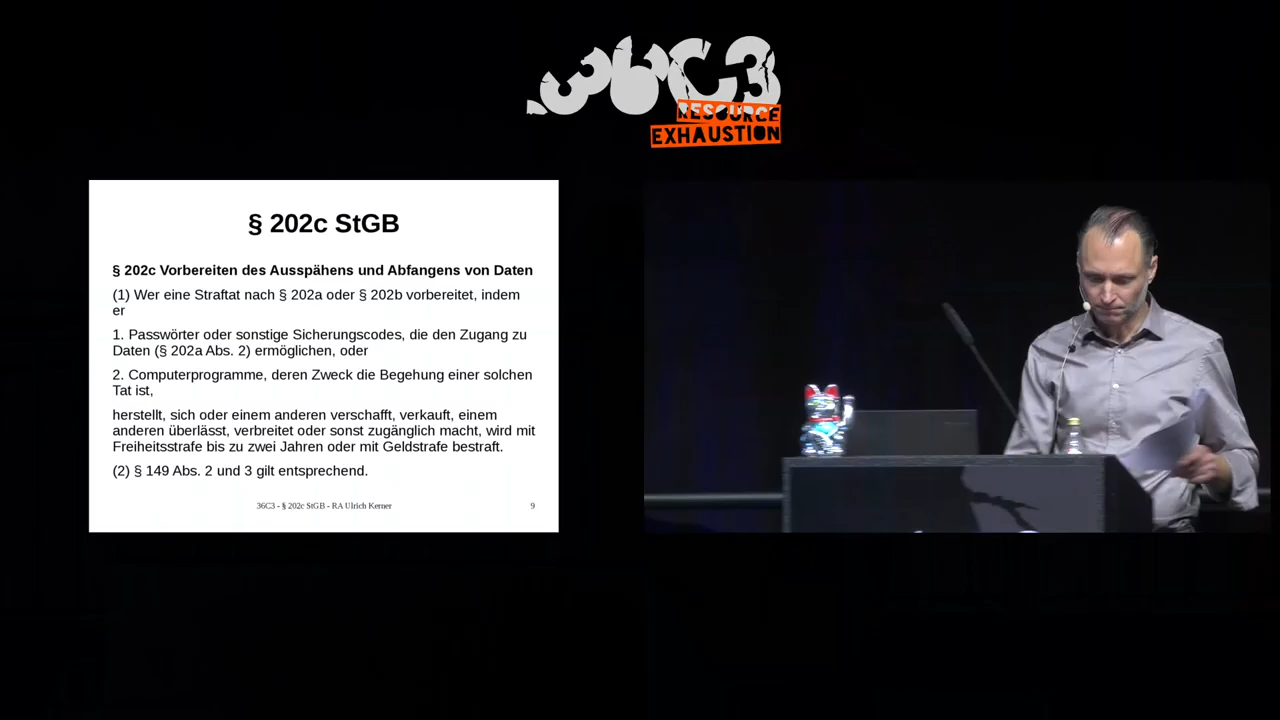 36C3
RESOURCE
EXHAUSTION
§ 202c StGB
§ 202c Vorbereiten des Ausspähens und Abfangens von Daten
(1) Wer eine Straftat nach § 202a oder § 202b vorbereitet, indem
er
1. Passwörter oder sonstige Sicherungscodes, die den Zugang zu
Daten (§ 202a Abs. 2) ermöglichen, oder
2. Computerprogramme, deren Zweck die Begehung einer solchen
Tat ist,
herstellt, sich oder einem anderen verschafft, verkauft, einem
anderen überlässt, verbreitet oder sonst zugänglich macht, wird mit
Freiheitsstrafe bis zu zwei Jahren oder mit Geldstrafe bestraft.
(2) § 149 Abs. 2 und 3 gilt entsprechend.
36C3 - § 202c StGB - RA Ulrich Kerner
9